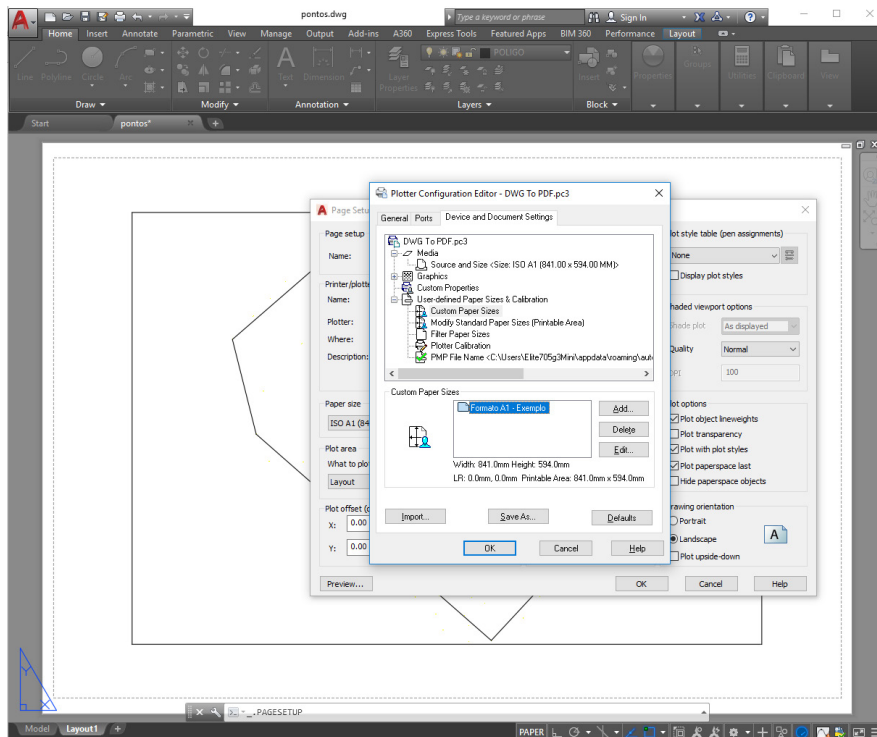 A
pontos.dwg
Type a keyword or phrase
Sign In
Home Insert Annotate Parametric View Manage Output Add-ins A360 Express Tools Featured Apps BIM 360 Performance Layout
Line Polyline Circle Arc
Text Dimension
Layer Properties
POLIGO
Insert
Properties
Groups
Utilities
Clipboard
View
Draw
Modify
Annotation
Layers
Block
Start
pontos*
Page Setu
Page setup
Name:
Printer/plotte
Name:
Plotter:
Where:
Description:
Paper size
ISO A1 (84
Plot area
What to plo
Layout
Plot offset (o
X: 0.00
Y: 0.00
Preview...
Plotter Configuration Editor - DWG To PDF.pc3
General Ports Device and Document Settings
DWG To PDF.pc3
Media
Source and Size <Size: ISO A1 (841.00 x 594.00 MM)>
Graphics
Custom Properties
User-defined Paper Sizes & Calibration
Custom Paper Sizes
Modify Standard Paper Sizes (Printable Area)
Filter Paper Sizes
Plotter Calibration
PMP File Name <C:\Users\Elite705g3Mini\appdata\roaming\auto
Custom Paper Sizes
Formato A1 - Exemplo
Add...
Delete
Edit...
Width: 841.0mm Height: 594.0mm
LR: 0.0mm, 0.0mm Printable Area: 841.0mm x 594.0mm
Import...
Save As...
Defaults
OK
Cancel
Help
lot style table (pen assignments)
None
Display plot styles
haded viewport options
hade plot
As displayed
Quality
Normal
DPI
100
lot options
Plot object lineweights
Plot transparency
Plot with plot styles
Plot paperspace last
Hide paperspace objects
rawing orientation
Portrait
Landscape
Plot upside-down
A
OK
Cancel
Help
Y
X
_.PAGESETUP
Model Layout1 +
PAPER